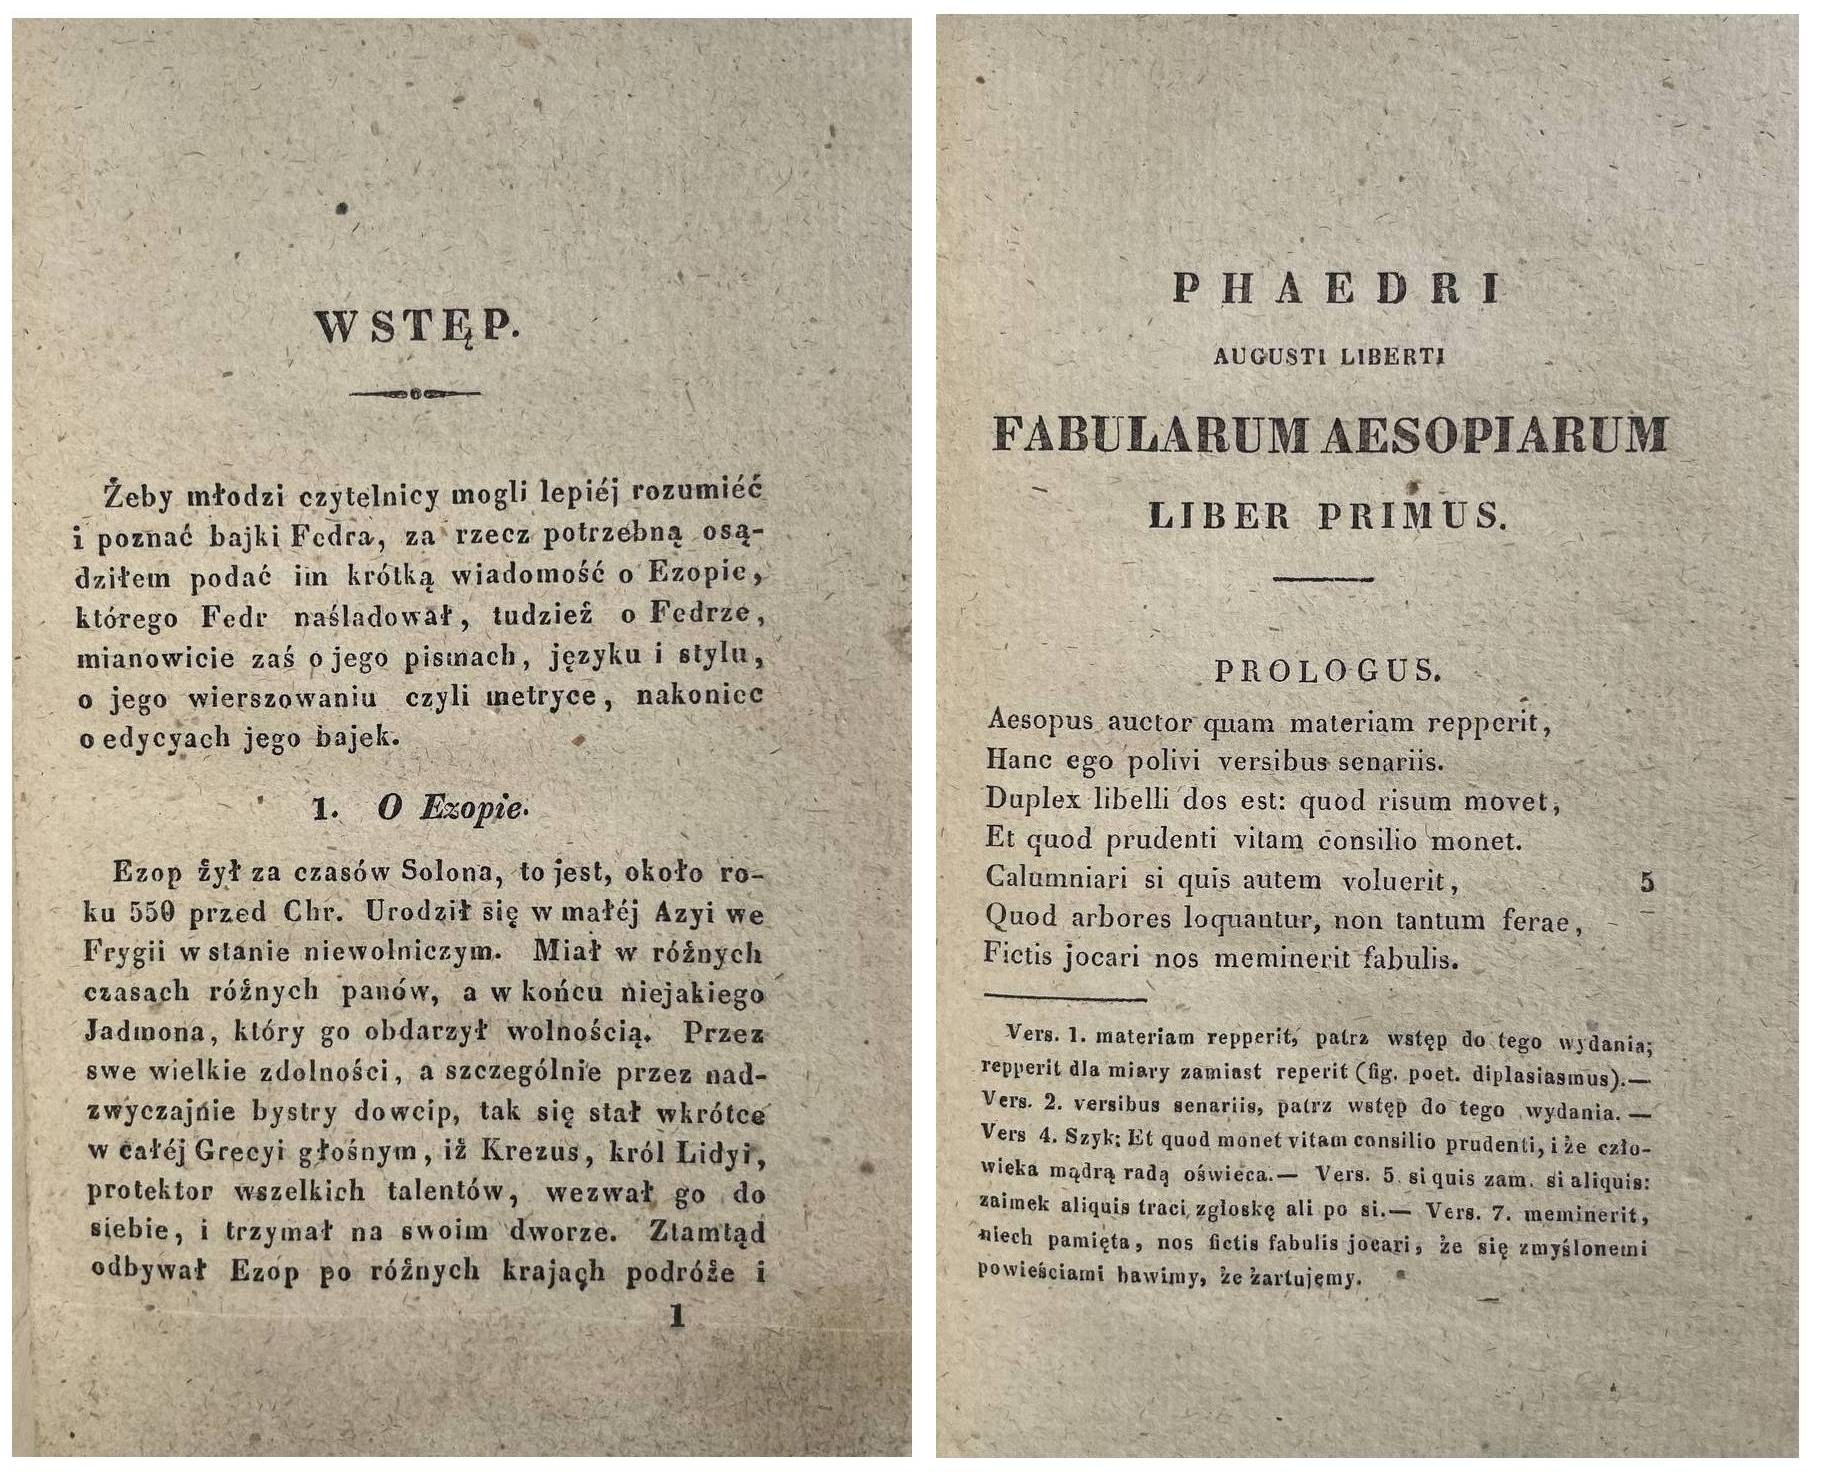 WSTĘP.
Żeby młodzi czytelnicy mogli lepiéj rozumiéć
i poznać bajki Fedra, za rzecz potrzebną osą-
dziłem podać im krótką wiadomość o Ezopie,
którego Fedr naśladował, tudzież o Fedrze,
mianowicie zaś o jego pismach, języku i stylu,
o jego wierszowaniu czyli metryce, nakoniec
o edycyach jego bajek.
1. O Ezopie.
Ezop żył za czasów Solona, to jest, około ro-
ku 550 przed Chr. Urodził się w małéj Azyi we
Frygii w stanie niewolniczym. Miał w różnych
czasach różnych panów, a w końcu niejakiego
Jadmona, który go obdarzył wolnością. Przez
swe wielkie zdolności, a szczególnie przez nad-
zwyczajnie bystry dowcip, tak się stał wkrótce
w całéj Grecyi głośnym, iż Krezus, król Lidyi,
protektor wszelkich talentów, wezwał go do
siebie, i trzymał na swoim dworze. Ztamtąd
odbywał Ezop po różnych krajach podróże i
1
PHAEDRI
AUGUSTI LIBERTI
FABULARUM AESOPIARUM
LIBER PRIMUS.
PROLOGUS.
Aesopus auctor quam materiam repperit,
Hanc ego polivi versibus senariis.
Duplex libelli dos est: quod risum movet,
Et quod prudenti vitam consilio monet.
Calumniari si quis autem voluerit, 5
Quod arbores loquantur, non tantum ferae,
Fictis jocari nos meminerit fabulis.
Vers. 1. materiam repperit, patrz wstęp do tego wydania;
repperit dla miary zamiast reperit (fig. poet. diplasiasmus).—
Vers. 2. versibus senariis, patrz wstęp do tego wydania. —
Vers 4. Szyk: Et quod monet vitam consilio prudenti, i że czło-
wieka mądrą radą oświeca.— Vers. 5 si quis zam. si aliquis:
zaimek aliquis traci zgłoskę ali po si.— Vers. 7. meminerit,
niech pamięta, nos fictis fabulis jocari, że się zmyślonemi
powieściami bawimy, że żartujemy.